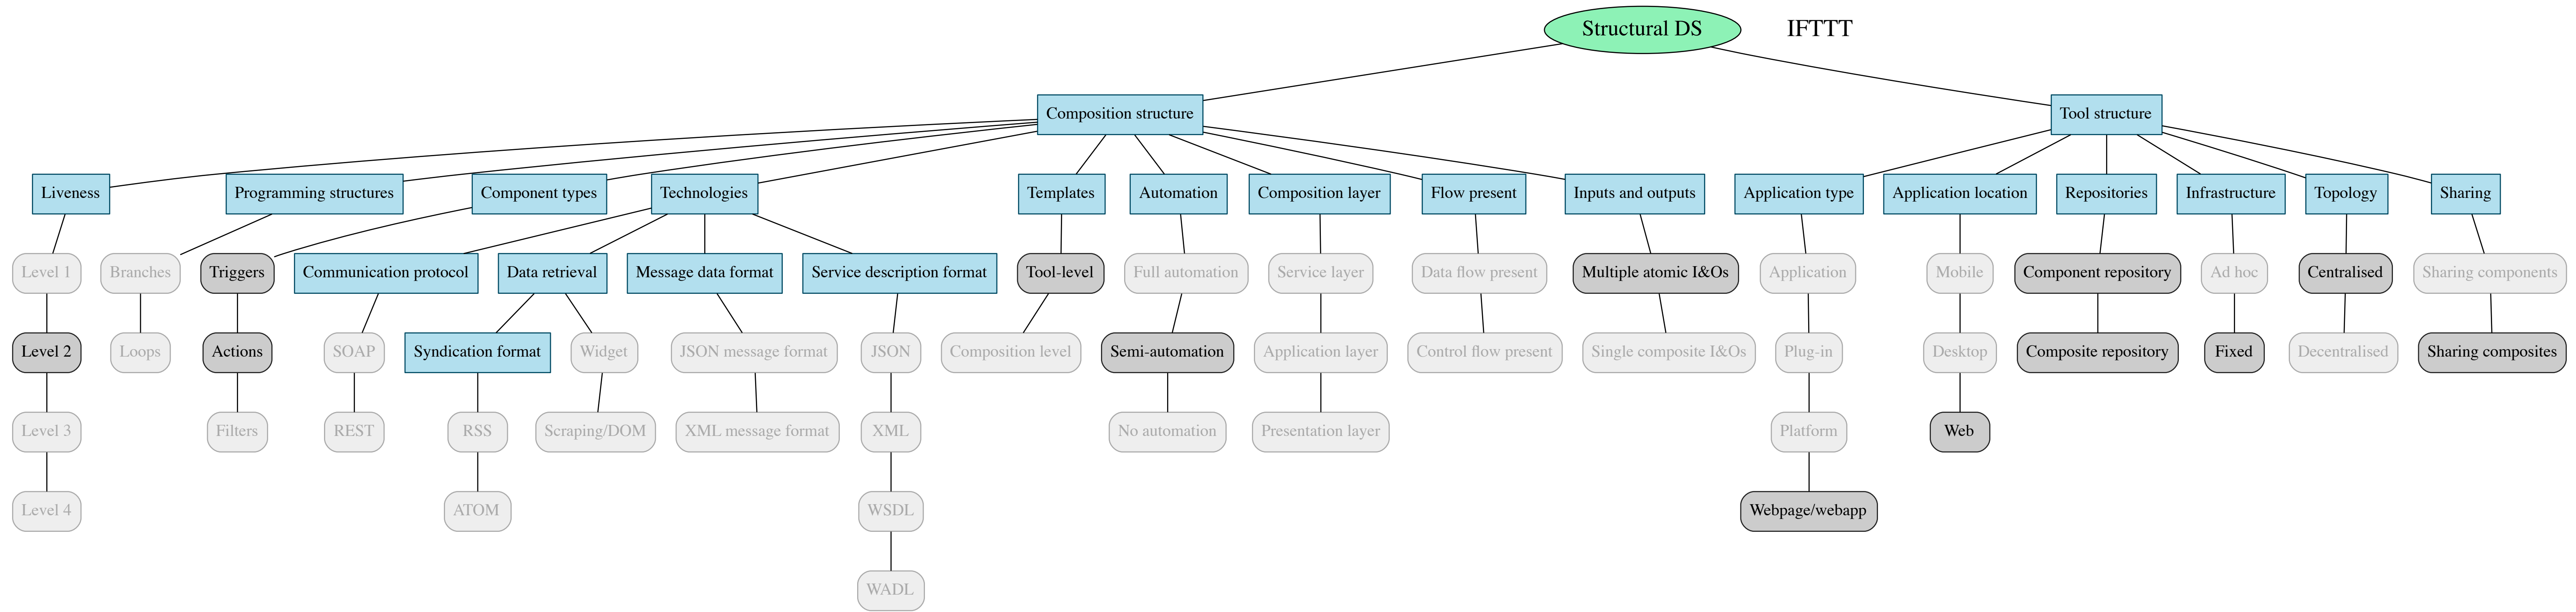 Structural DS
IFTTT
Composition structure
Tool structure
Liveness
Programming structures
Component types
Technologies
Templates
Automation
Composition layer
Flow present
Inputs and outputs
Application type
Application location
Repositories
Infrastructure
Topology
Sharing
Level 1
Branches
Triggers
Communication protocol
Data retrieval
Message data format
Service description format
Tool-level
Full automation
Service layer
Data flow present
Multiple atomic I&Os
Application
Mobile
Component repository
Ad hoc
Centralised
Sharing components
Level 2
Loops
Actions
SOAP
Syndication format
Widget
JSON message format
JSON
Composition level
Semi-automation
Application layer
Control flow present
Single composite I&Os
Plug-in
Desktop
Composite repository
Fixed
Decentralised
Sharing composites
Level 3
Filters
REST
RSS
Scraping/DOM
XML message format
XML
No automation
Presentation layer
Platform
Web
Level 4
ATOM
WSDL
Webpage/webapp
WADL